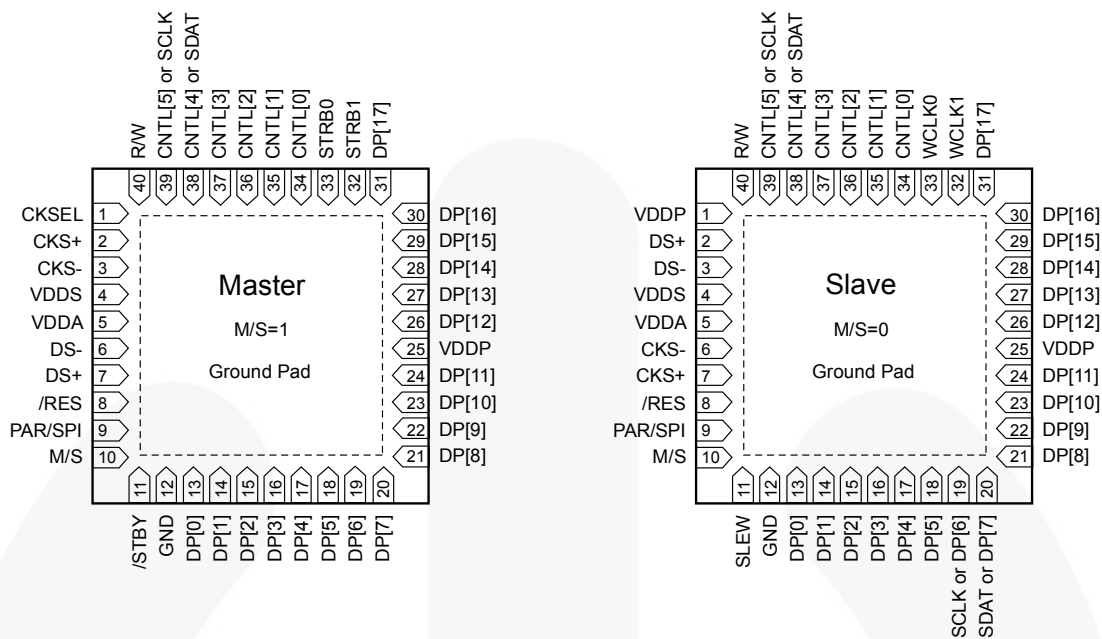 R/W
CNTL[5] or SCLK
CNTL[4] or SDAT
CNTL[3]
CNTL[2]
CNTL[1]
CNTL[0]
STRB0
STRB1
DP[17]
40 39 38 37 36 35 34 33 32 31
CKSEL 1
CKS+ 2
CKS- 3
VDDS 4
VDDA 5
DS- 6
DS+ 7
/RES 8
PAR/SPI 9
M/S 10
Master
M/S=1
Ground Pad
30 DP[16]
29 DP[15]
28 DP[14]
27 DP[13]
26 DP[12]
25 VDDP
24 DP[11]
23 DP[10]
22 DP[9]
21 DP[8]
11 12 13 14 15 16 17 18 19 20
/STBY
GND
DP[0]
DP[1]
DP[2]
DP[3]
DP[4]
DP[5]
DP[6]
DP[7]
R/W
CNTL[5] or SCLK
CNTL[4] or SDAT
CNTL[3]
CNTL[2]
CNTL[1]
CNTL[0]
WCLK0
WCLK1
DP[17]
40 39 38 37 36 35 34 33 32 31
VDDP 1
DS+ 2
DS- 3
VDDS 4
VDDA 5
CKS- 6
CKS+ 7
/RES 8
PAR/SPI 9
M/S 10
Slave
M/S=0
Ground Pad
30 DP[16]
29 DP[15]
28 DP[14]
27 DP[13]
26 DP[12]
25 VDDP
24 DP[11]
23 DP[10]
22 DP[9]
21 DP[8]
11 12 13 14 15 16 17 18 19 20
SLEW
GND
DP[0]
DP[1]
DP[2]
DP[3]
DP[4]
DP[5]
SCLK or DP[6]
SDAT or DP[7]